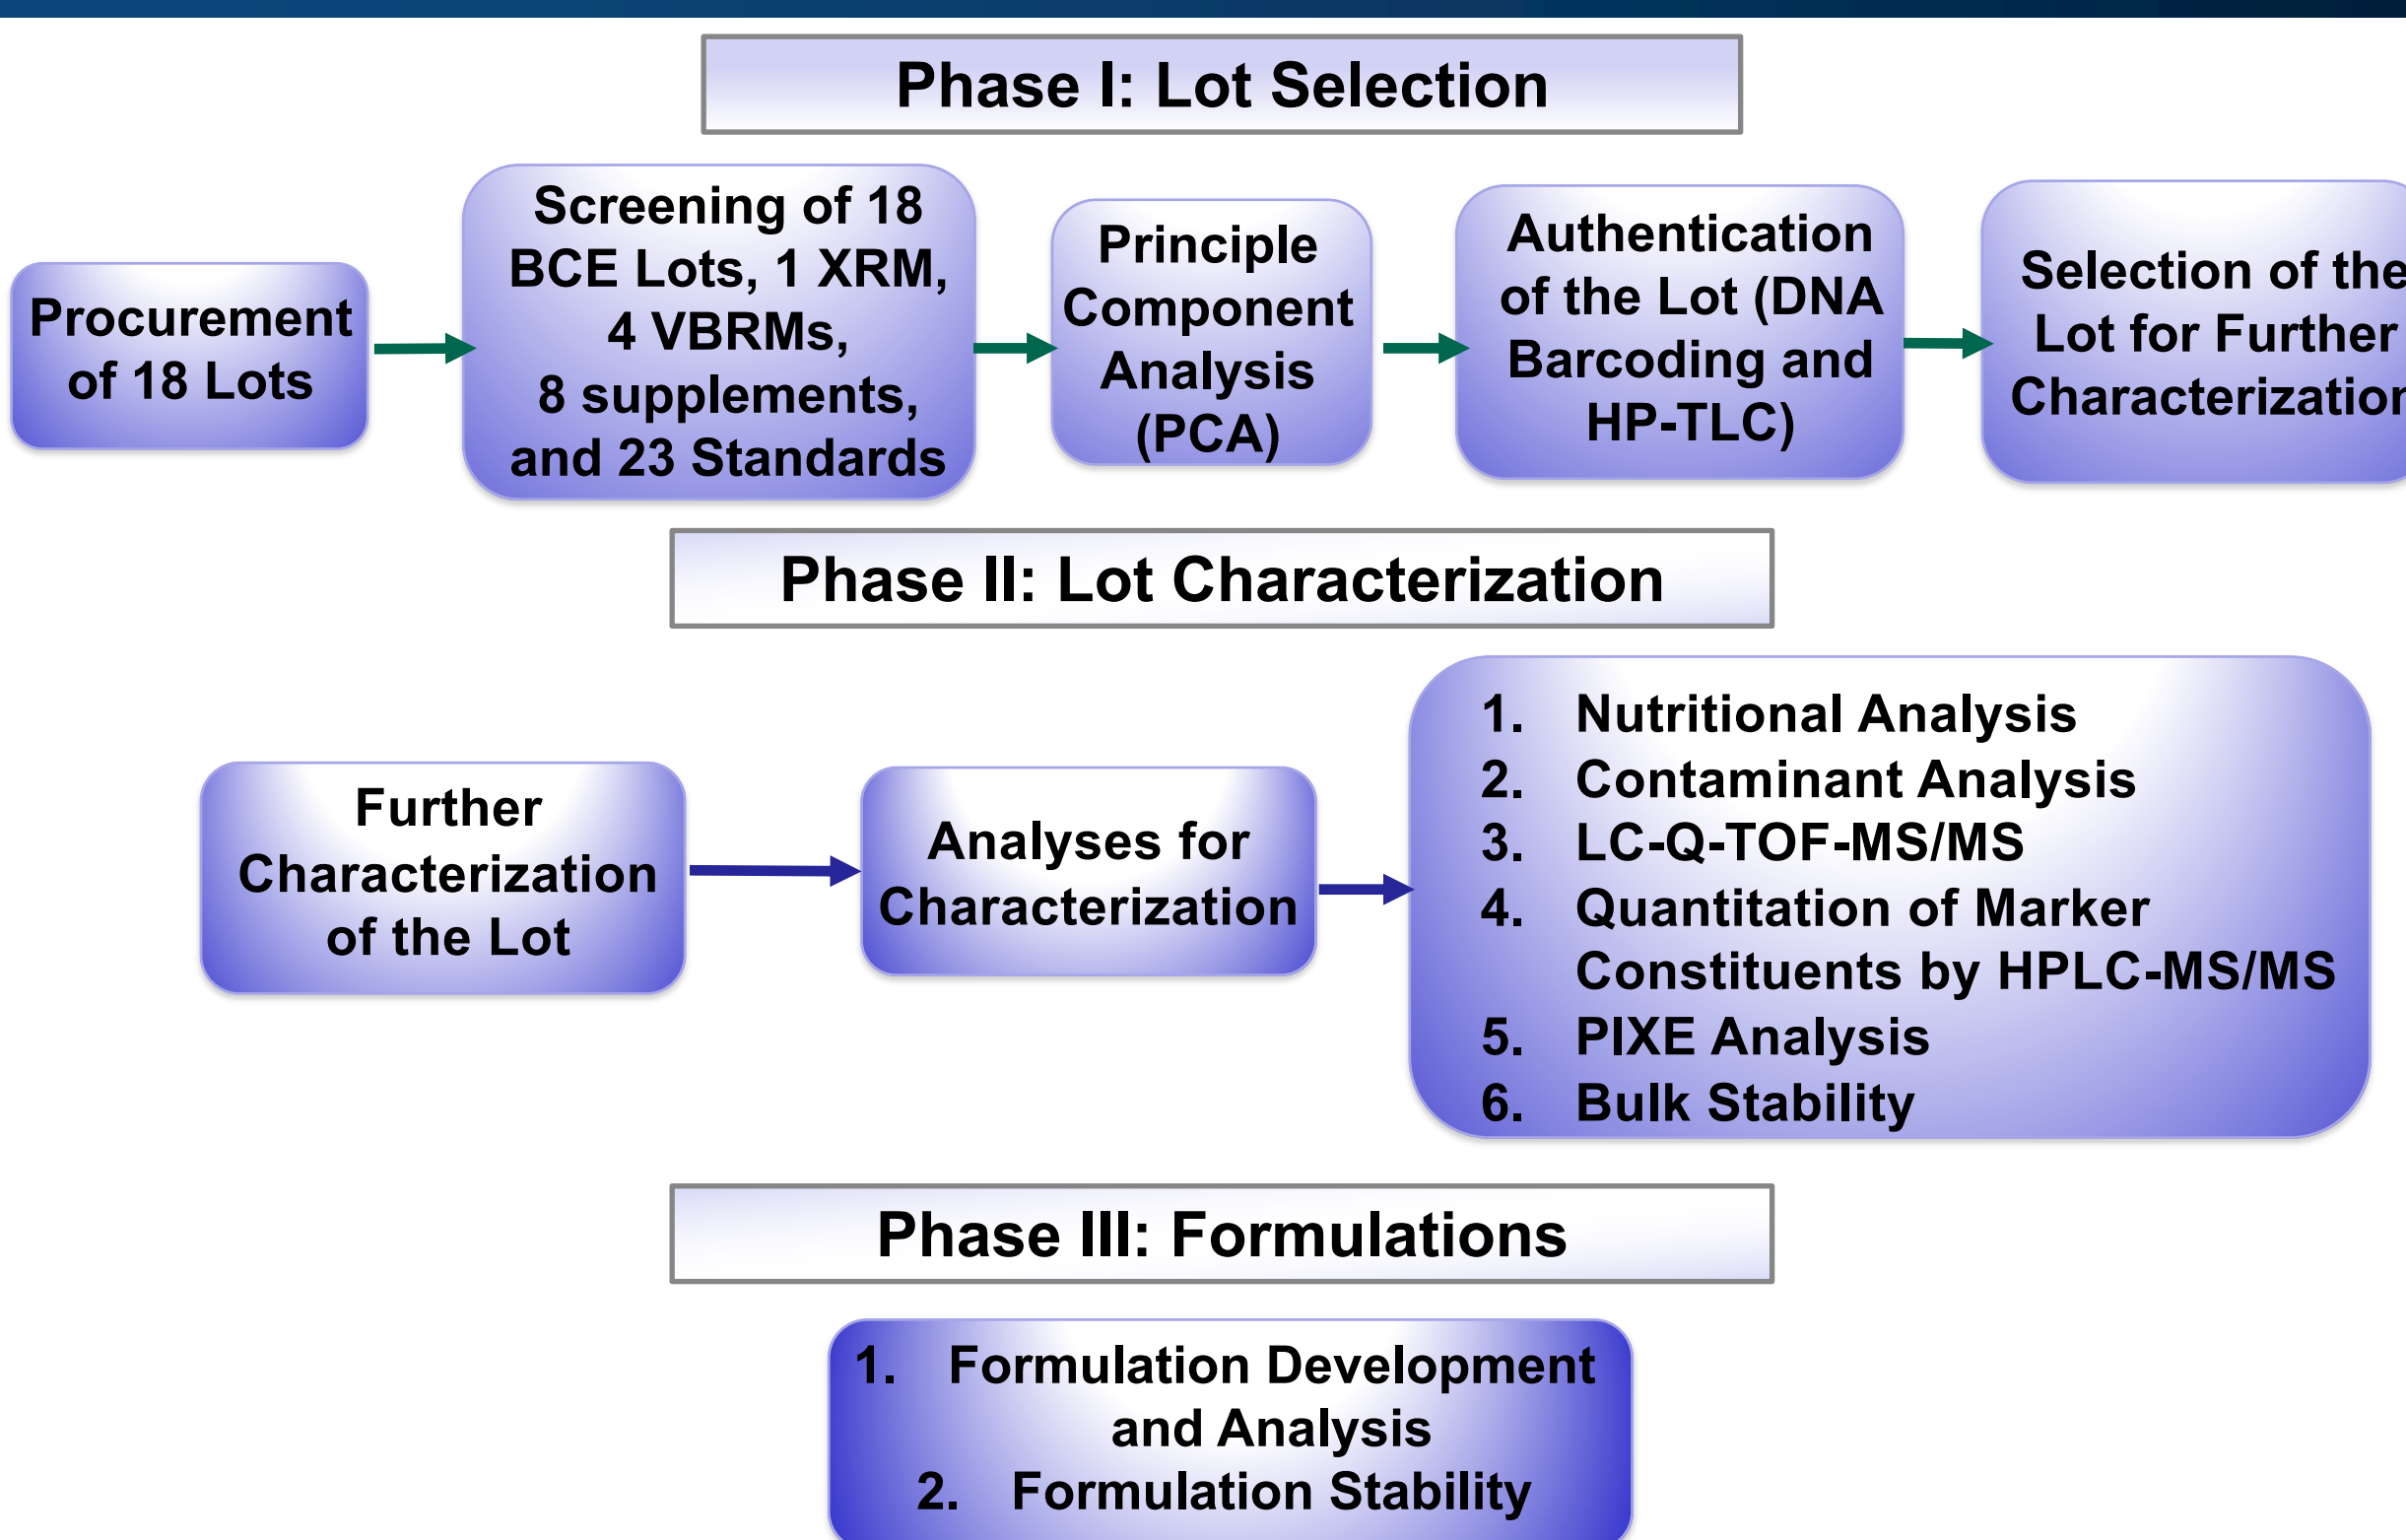 Phase I: Lot Selection
Procurement
of 18 Lots
Screening of 18
BCE Lots, 1 XRM,
4 VBRMs,
8 supplements,
and 23 Standards
Principle
Component
Analysis
(PCA)
Authentication
of the Lot (DNA
Barcoding and
HP-TLC)
Selection of the
Lot for Further
Characterization
Phase II: Lot Characterization
Further
Characterization
of the Lot
Analyses for
Characterization
1. Nutritional Analysis
2. Contaminant Analysis
3. LC-Q-TOF-MS/MS
4. Quantitation of Marker
Constituents by HPLC-MS/MS
5. PIXE Analysis
6. Bulk Stability
Phase III: Formulations
1. Formulation Development
and Analysis
2. Formulation Stability